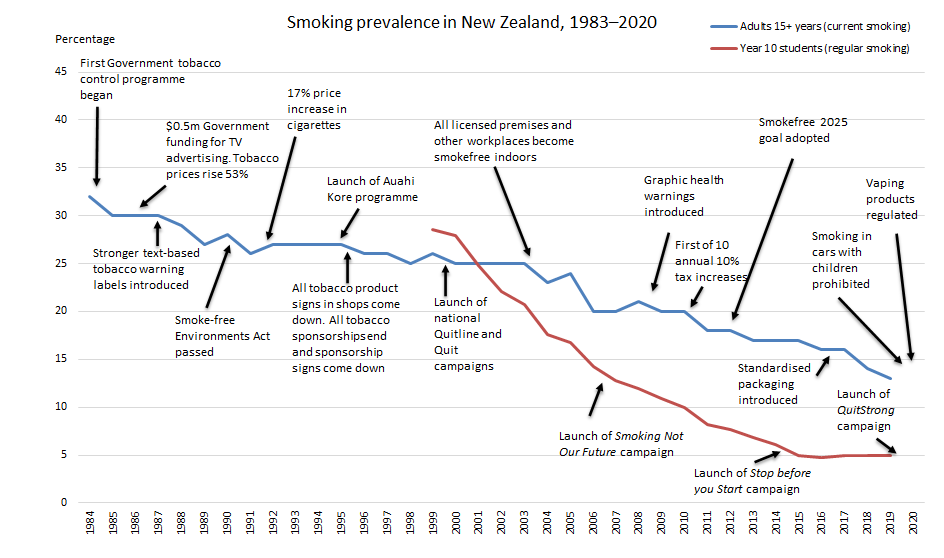 Smoking prevalence in New Zealand, 1983–2020
Adults 15+ years (current smoking)
Year 10 students (regular smoking)
Percentage
45
40
35
30
25
20
15
10
5
0
First Government tobacco
control programme
began
$0.5m Government
funding for TV
advertising. Tobacco
prices rise 53%
17% price
increase in
cigarettes
Launch of Auahi
Kore programme
All licensed premises and
other workplaces become
smokefree indoors
Graphic health
warnings
introduced
First of 10
annual 10%
tax increases
Smokefree 2025
goal adopted
Vaping
products
regulated
Smoking in
cars with
children
prohibited
Stronger text-based
tobacco warning
labels introduced
Smoke-free
Environments Act
passed
All tobacco product
signs in shops come
down. All tobacco
sponsorships end
and sponsorship
signs come down
Launch of
national
Quitline and
Quit
campaigns
Launch of Smoking Not
Our Future campaign
Standardised
packaging
introduced
Launch of
QuitStrong
campaign
Launch of Stop before
you Start campaign
1984
1985
1986
1987
1988
1989
1990
1991
1992
1993
1994
1995
1996
1997
1998
1999
2000
2001
2002
2003
2004
2005
2006
2007
2008
2009
2010
2011
2012
2013
2014
2015
2016
2017
2018
2019
2020